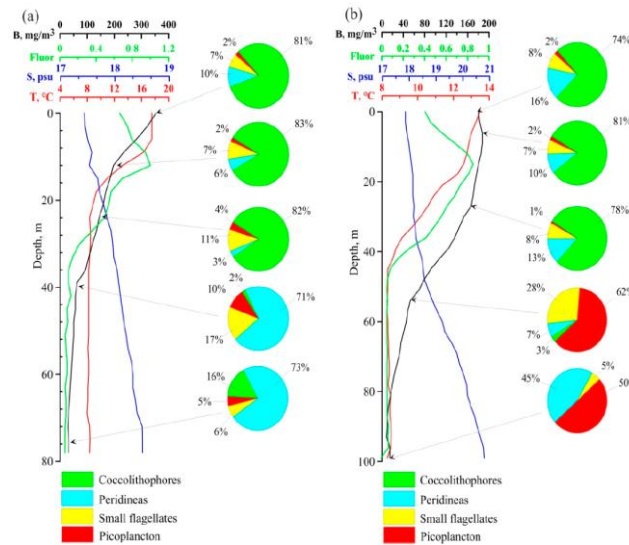 (a)
0 100 200 300 400
B, mg/m³
0 0.4 0.8 1.2
Fluor
17 18 19
S, psu
4 8 12 16 20
T, °C
0
20
40
60
80
Depth, m
2%
81%
7%
10%
2%
83%
7%
6%
4%
82%
11%
3%
2%
10%
71%
17%
16%
73%
5%
6%
Coccolithophores
Peridineas
Small flagellates
Picoplancton
(b)
0 40 80 120 160 200
B, mg/m³
0 0.2 0.4 0.6 0.8 1
Fluor
17 18 19 20 21
S, psu
8 10 12 14
T, °C
0
20
40
60
80
100
Depth, m
2%
74%
8%
16%
2%
81%
7%
10%
1%
78%
8%
13%
28%
62%
7%
3%
45%
5%
50
Coccolithophores
Peridineas
Small flagellates
Picoplancton